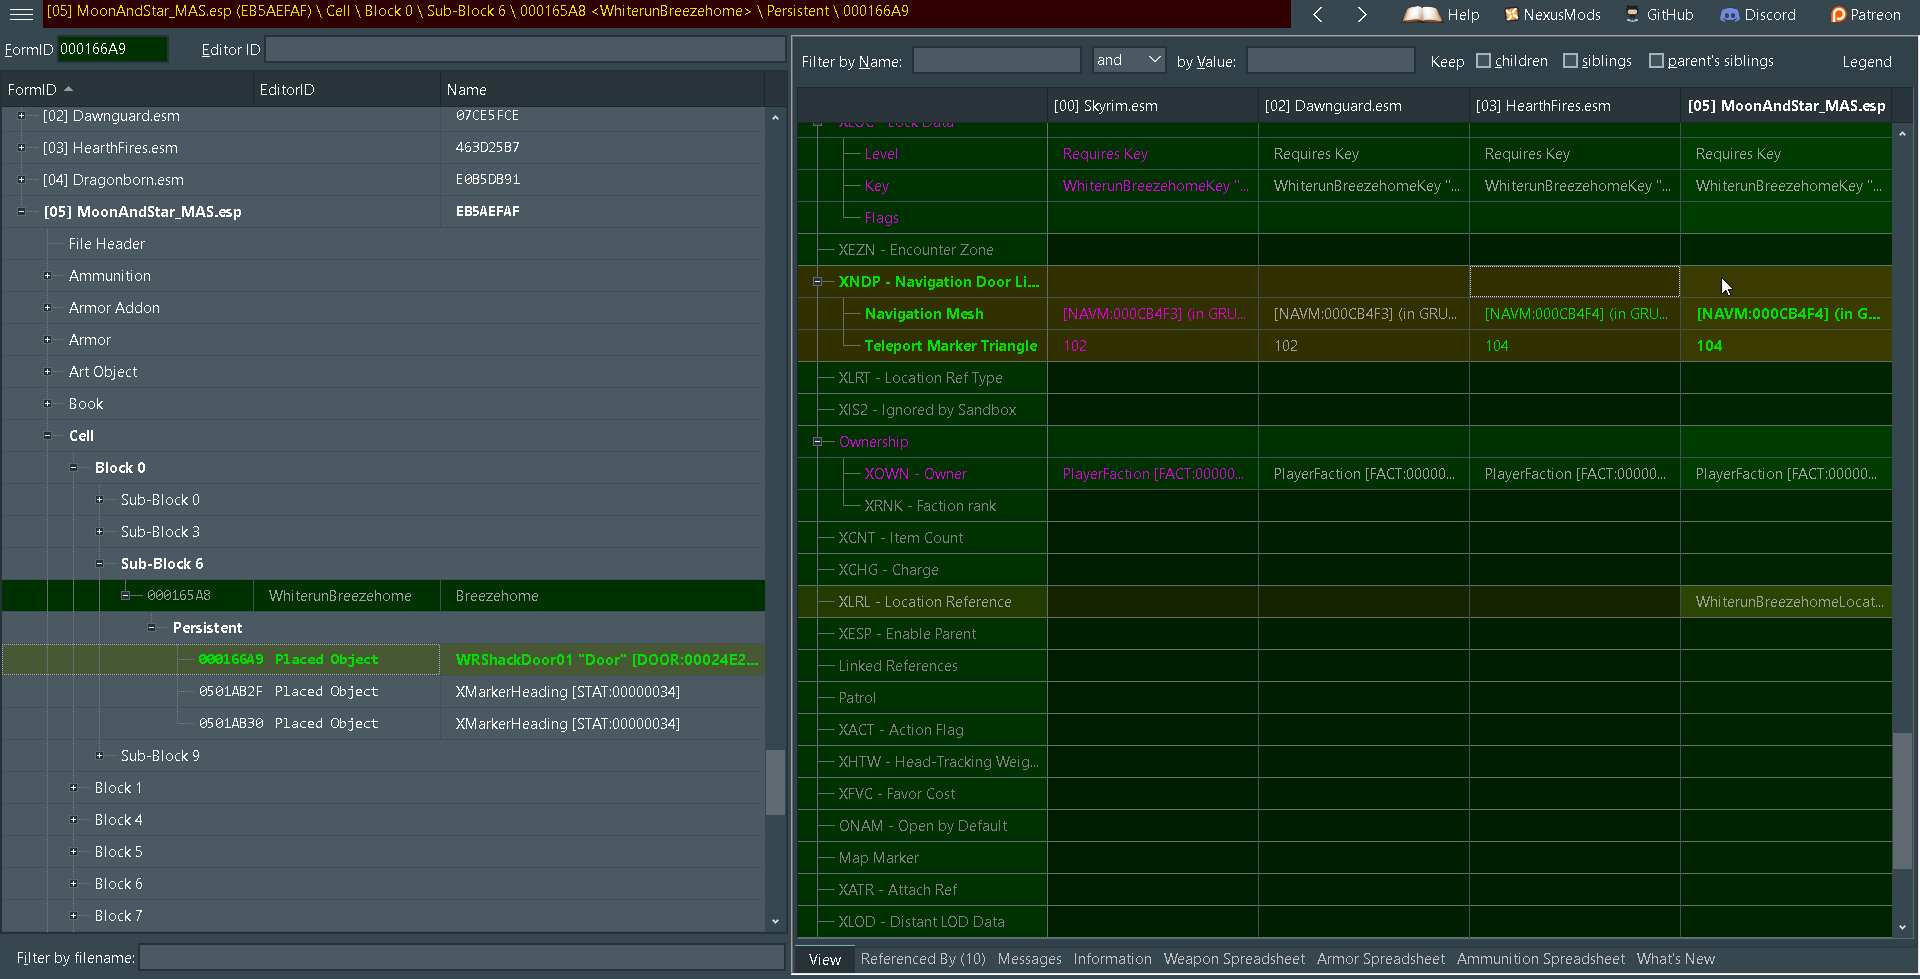 [05] MoonAndStar_MAS.esp (EB5AEFAF) \ Cell \ Block 0 \ Sub-Block 6 \ 000165A8 <WhiterunBreezehome> \ Persistent \ 000166A9
Help NexusMods GitHub Discord Patreon
FormID 000166A9 Editor ID
FormID EditorID Name
[02] Dawnguard.esm 07CE5FCE
[03] HearthFires.esm 463D25B7
[04] Dragonborn.esm E0B5DB91
[05] MoonAndStar_MAS.esp EB5AEFAF
File Header
Ammunition
Armor Addon
Armor
Art Object
Book
Cell
Block 0
Sub-Block 0
Sub-Block 3
Sub-Block 6
000165A8 WhiterunBreezehome Breezehome
Persistent
000166A9 Placed Object WRShackDoor01 "Door" [DOOR:00024E2...
0501AB2F Placed Object XMarkerHeading [STAT:00000034]
0501AB30 Placed Object XMarkerHeading [STAT:00000034]
Sub-Block 9
Block 1
Block 4
Block 5
Block 6
Block 7
Filter by filename:
Filter by Name: and by Value: Keep children siblings parent's siblings Legend
[00] Skyrim.esm [02] Dawnguard.esm [03] HearthFires.esm [05] MoonAndStar_MAS.esp
XLOC - Lock Data
Level Requires Key Requires Key Requires Key Requires Key
Key WhiterunBreezehomeKey "... WhiterunBreezehomeKey "... WhiterunBreezehomeKey "... WhiterunBreezehomeKey "...
Flags
XEZN - Encounter Zone
XNDP - Navigation Door Li...
Navigation Mesh [NAVM:000CB4F3] (in GRU... [NAVM:000CB4F3] (in GRU... [NAVM:000CB4F4] (in GRU... [NAVM:000CB4F4] (in G...
Teleport Marker Triangle 102 102 104 104
XLRT - Location Ref Type
XIS2 - Ignored by Sandbox
Ownership
XOWN - Owner PlayerFaction [FACT:00000... PlayerFaction [FACT:00000... PlayerFaction [FACT:00000... PlayerFaction [FACT:00000...
XRNK - Faction rank
XCNT - Item Count
XCHG - Charge
XLRL - Location Reference WhiterunBreezehomeLocat...
XESP - Enable Parent
Linked References
Patrol
XACT - Action Flag
XHTW - Head-Tracking Weig...
XFVC - Favor Cost
ONAM - Open by Default
Map Marker
XATR - Attach Ref
XLOD - Distant LOD Data
View Referenced By (10) Messages Information Weapon Spreadsheet Armor Spreadsheet Ammunition Spreadsheet What's New